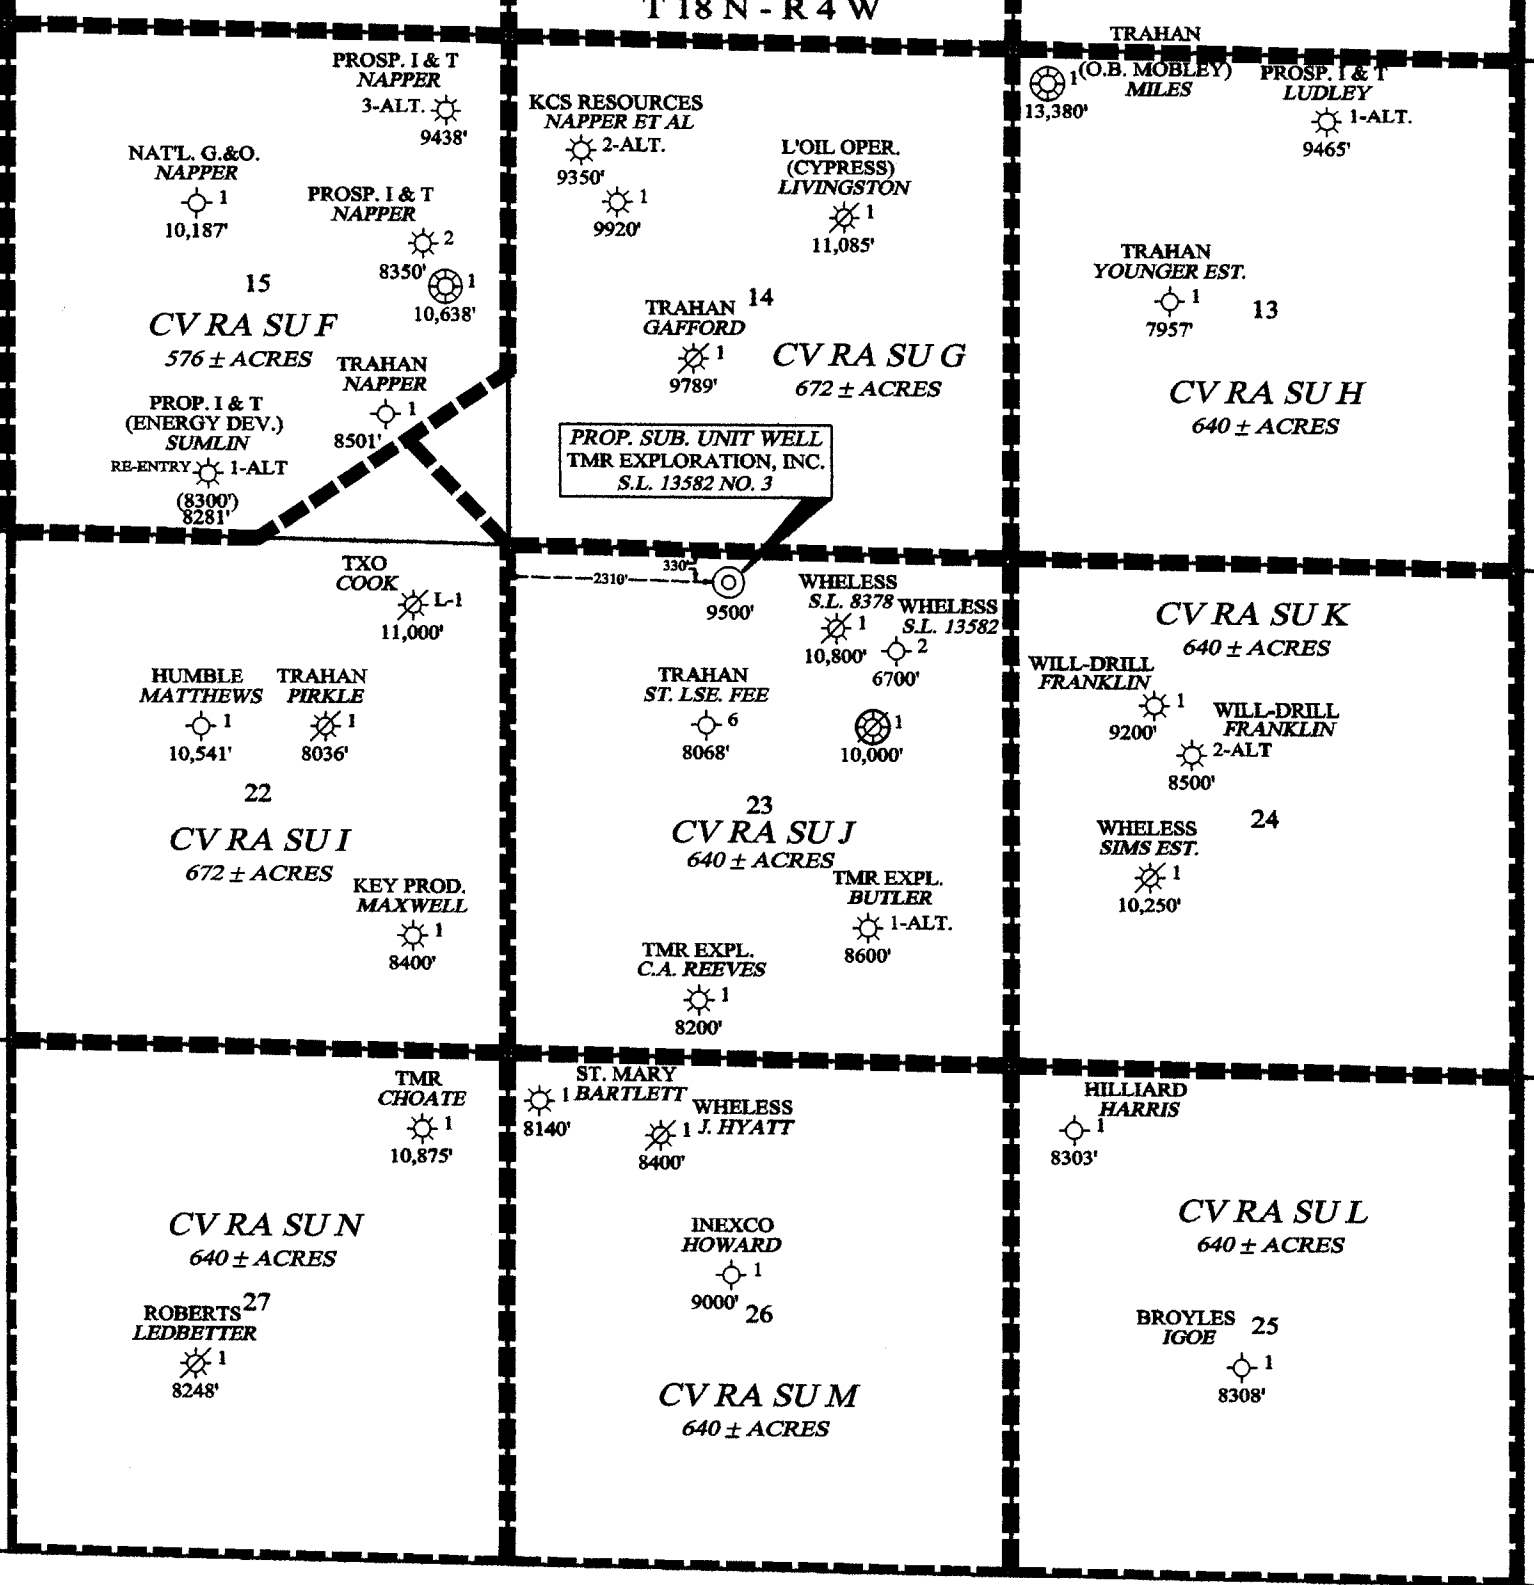 T 18 N - R 4 W
PROSP. I & T
NAPPER
3-ALT.
9438'
NAT'L. G.&O.
NAPPER
1
10,187'
PROSP. I & T
NAPPER
2
8350'
1
10,638'
15
CV RA SU F
576 ± ACRES
TRAHAN
NAPPER
1
8501'
PROP. I & T
(ENERGY DEV.)
SUMLIN
RE-ENTRY 1-ALT
(8300')
8281'
KCS RESOURCES
NAPPER ET AL
2-ALT.
9350'
1
9920'
L'OIL OPER.
(CYPRESS)
LIVINGSTON
1
11,085'
14
TRAHAN
GAFFORD
1
9789'
CV RA SU G
672 ± ACRES
PROP. SUB. UNIT WELL
TMR EXPLORATION, INC.
S.L. 13582 NO. 3
TRAHAN
(O.B. MOBLEY)
MILES
1
13,380'
PROSP. I & T
LUDLEY
1-ALT.
9465'
TRAHAN
YOUNGER EST.
1
7957'
13
CV RA SU H
640 ± ACRES
TXO
COOK
L-1
11,000'
HUMBLE
MATTHEWS
1
10,541'
TRAHAN
PIRKLE
1
8036'
22
CV RA SU I
672 ± ACRES
KEY PROD.
MAXWELL
1
8400'
2310'
330'
9500'
WHELESS
S.L. 8378
1
10,800'
WHELESS
S.L. 13582
2
6700'
TRAHAN
ST. LSE. FEE
6
8068'
1
10,000'
23
CV RA SU J
640 ± ACRES
TMR EXPL.
BUTLER
1-ALT.
8600'
TMR EXPL.
C.A. REEVES
1
8200'
CV RA SU K
640 ± ACRES
WILL-DRILL
FRANKLIN
1
9200'
WILL-DRILL
FRANKLIN
2-ALT
8500'
24
WHELESS
SIMS EST.
1
10,250'
TMR
CHOATE
1
10,875'
CV RA SU N
640 ± ACRES
27
ROBERTS
LEDBETTER
1
8248'
ST. MARY
BARTLETT
1
8140'
WHELESS
J. HYATT
1
8400'
INEXCO
HOWARD
1
9000'
26
CV RA SU M
640 ± ACRES
HILLIARD
HARRIS
1
8303'
CV RA SU L
640 ± ACRES
BROYLES
IGOE
25
1
8308'